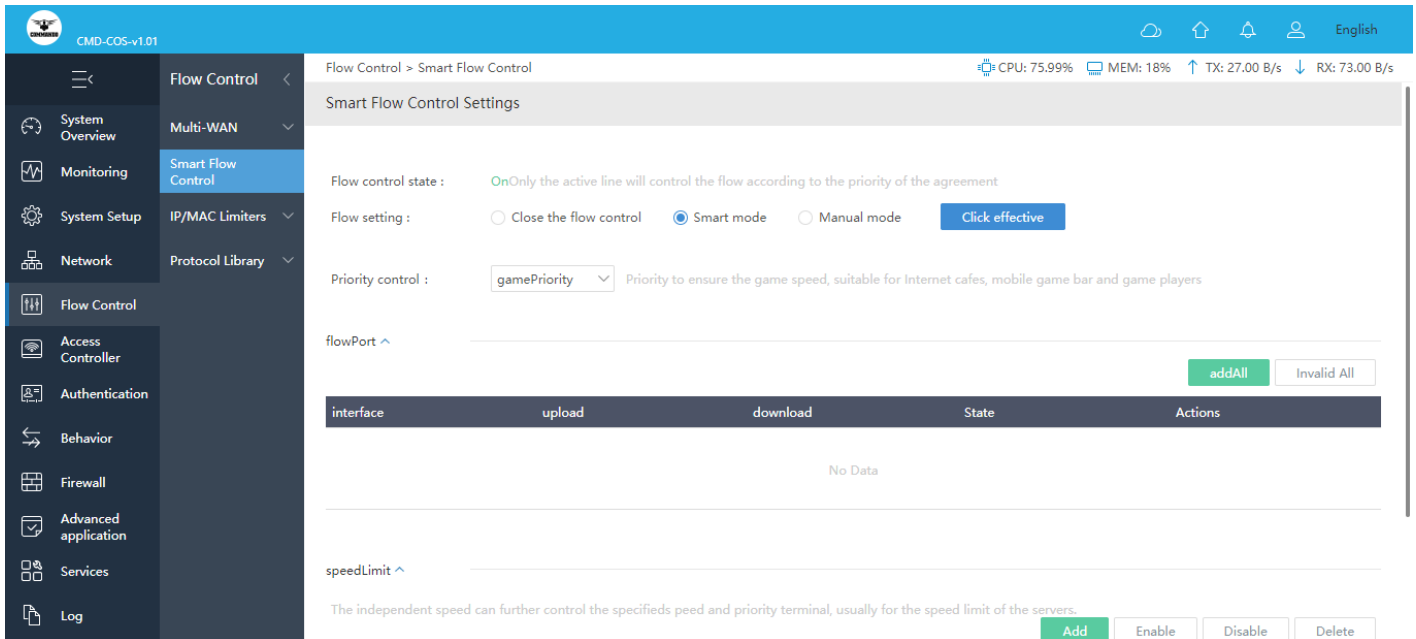 COMMANDO
CMD-COS-v1.01
English
Flow Control
Flow Control > Smart Flow Control
CPU: 75.99%
MEM: 18%
TX: 27.00 B/s
RX: 73.00 B/s
Smart Flow Control Settings
System
Overview
Monitoring
System Setup
Network
Flow Control
Access
Controller
Authentication
Behavior
Firewall
Advanced
application
Services
Log
Multi-WAN
Smart Flow
Control
IP/MAC Limiters
Protocol Library
Flow control state : OnOnly the active line will control the flow according to the priority of the agreement
Flow setting : Close the flow control Smart mode Manual mode Click effective
Priority control : gamePriority Priority to ensure the game speed, suitable for Internet cafes, mobile game bar and game players
flowPort
addAll Invalid All
interface upload download State Actions
No Data
speedLimit
The independent speed can further control the specifieds peed and priority terminal, usually for the speed limit of the servers.
Add Enable Disable Delete